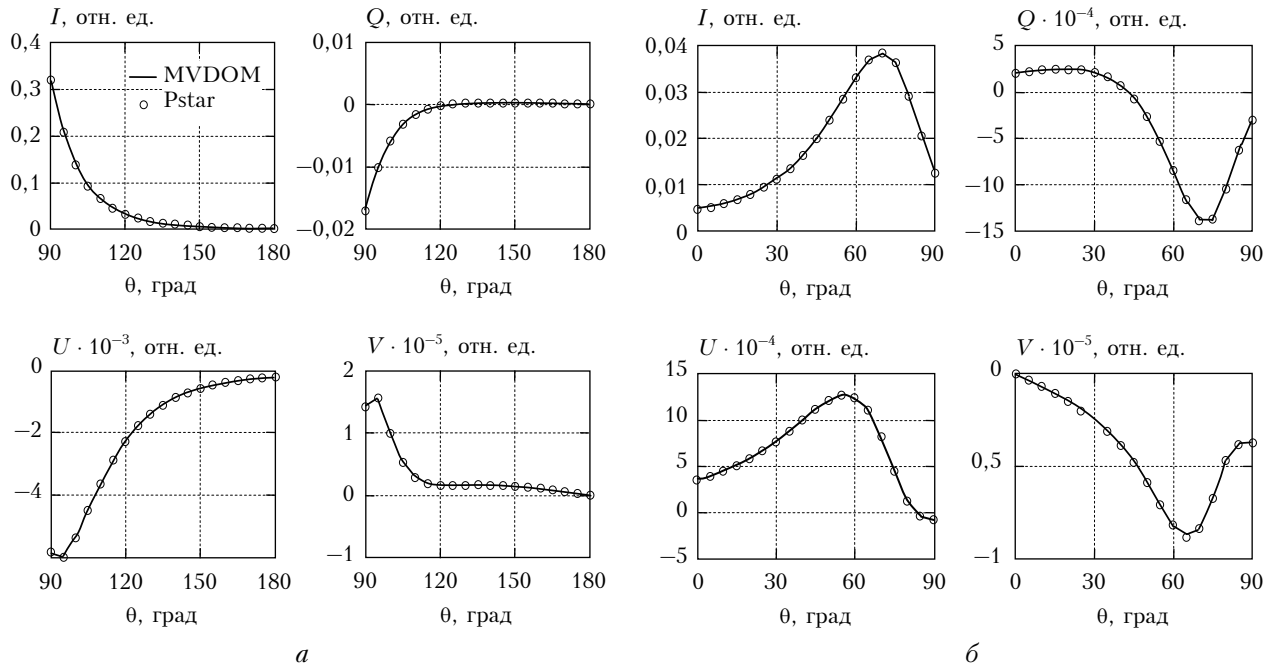 I, отн. ед.
0,4
0,3
0,2
0,1
0
MVDOM
Pstar
90 120 150 180
θ, град
Q, отн. ед.
0,01
0
−0,01
−0,02
90 120 150 180
θ, град
I, отн. ед.
0,04
0,03
0,02
0,01
0
0 30 60 90
θ, град
Q · 10⁻⁴, отн. ед.
5
0
−5
−10
−15
0 30 60 90
θ, град
U · 10⁻³, отн. ед.
0
−2
−4
90 120 150 180
θ, град
V · 10⁻⁵, отн. ед.
2
1
0
−1
90 120 150 180
θ, град
U · 10⁻⁴, отн. ед.
15
10
5
0
−5
0 30 60 90
θ, град
V · 10⁻⁵, отн. ед.
0
0,5
−1
0 30 60 90
θ, град
а
б